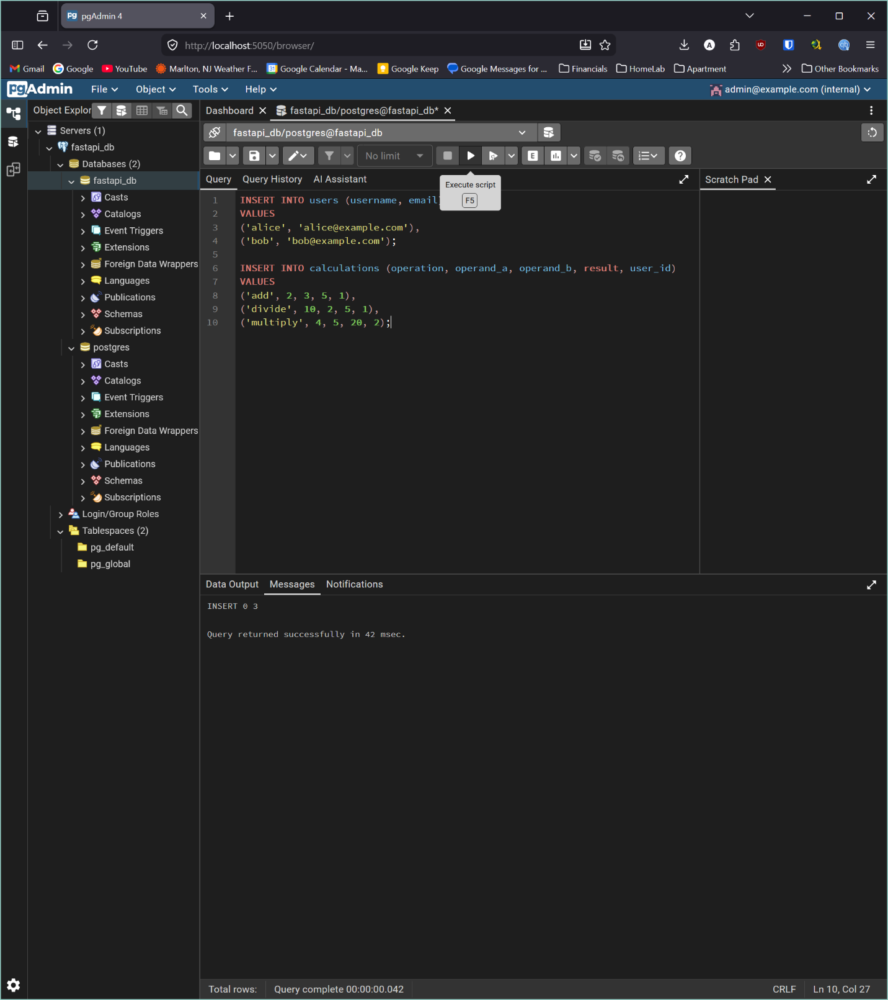 pgAdmin 4
http://localhost:5050/browser/
Gmail Google YouTube Marlton, NJ Weather F... Google Calendar - Ma... Google Keep Google Messages for ... Financials HomeLab Apartment Other Bookmarks
pgAdmin File Object Tools Help admin@example.com (internal)
Object Explor
Dashboard fastapi_db/postgres@fastapi_db*
fastapi_db/postgres@fastapi_db
No limit
E
Query Query History AI Assistant
Scratch Pad
Execute script
F5
Servers (1)
fastapi_db
Databases (2)
fastapi_db
Casts
Catalogs
Event Triggers
Extensions
Foreign Data Wrappers
Languages
Publications
Schemas
Subscriptions
postgres
Casts
Catalogs
Event Triggers
Extensions
Foreign Data Wrappers
Languages
Publications
Schemas
Subscriptions
Login/Group Roles
Tablespaces (2)
pg_default
pg_global
1 INSERT INTO users (username, email)
2 VALUES
3 ('alice', 'alice@example.com'),
4 ('bob', 'bob@example.com');
5
6 INSERT INTO calculations (operation, operand_a, operand_b, result, user_id)
7 VALUES
8 ('add', 2, 3, 5, 1),
9 ('divide', 10, 2, 5, 1),
10 ('multiply', 4, 5, 20, 2);
Data Output Messages Notifications
INSERT 0 3
Query returned successfully in 42 msec.
Total rows: Query complete 00:00:00.042 CRLF Ln 10, Col 27